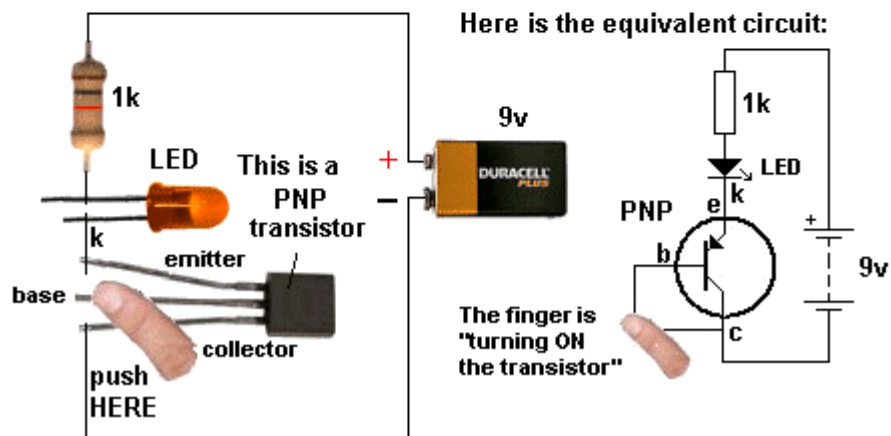 Here is the equivalent circuit:
1k
LED
This is a
PNP
transistor
+
−
9v
DURACELL
PLUS
k
emitter
base
collector
push
HERE
1k
LED
k
e
PNP
b
c
+
9v
The finger is
"turning ON
the transistor"